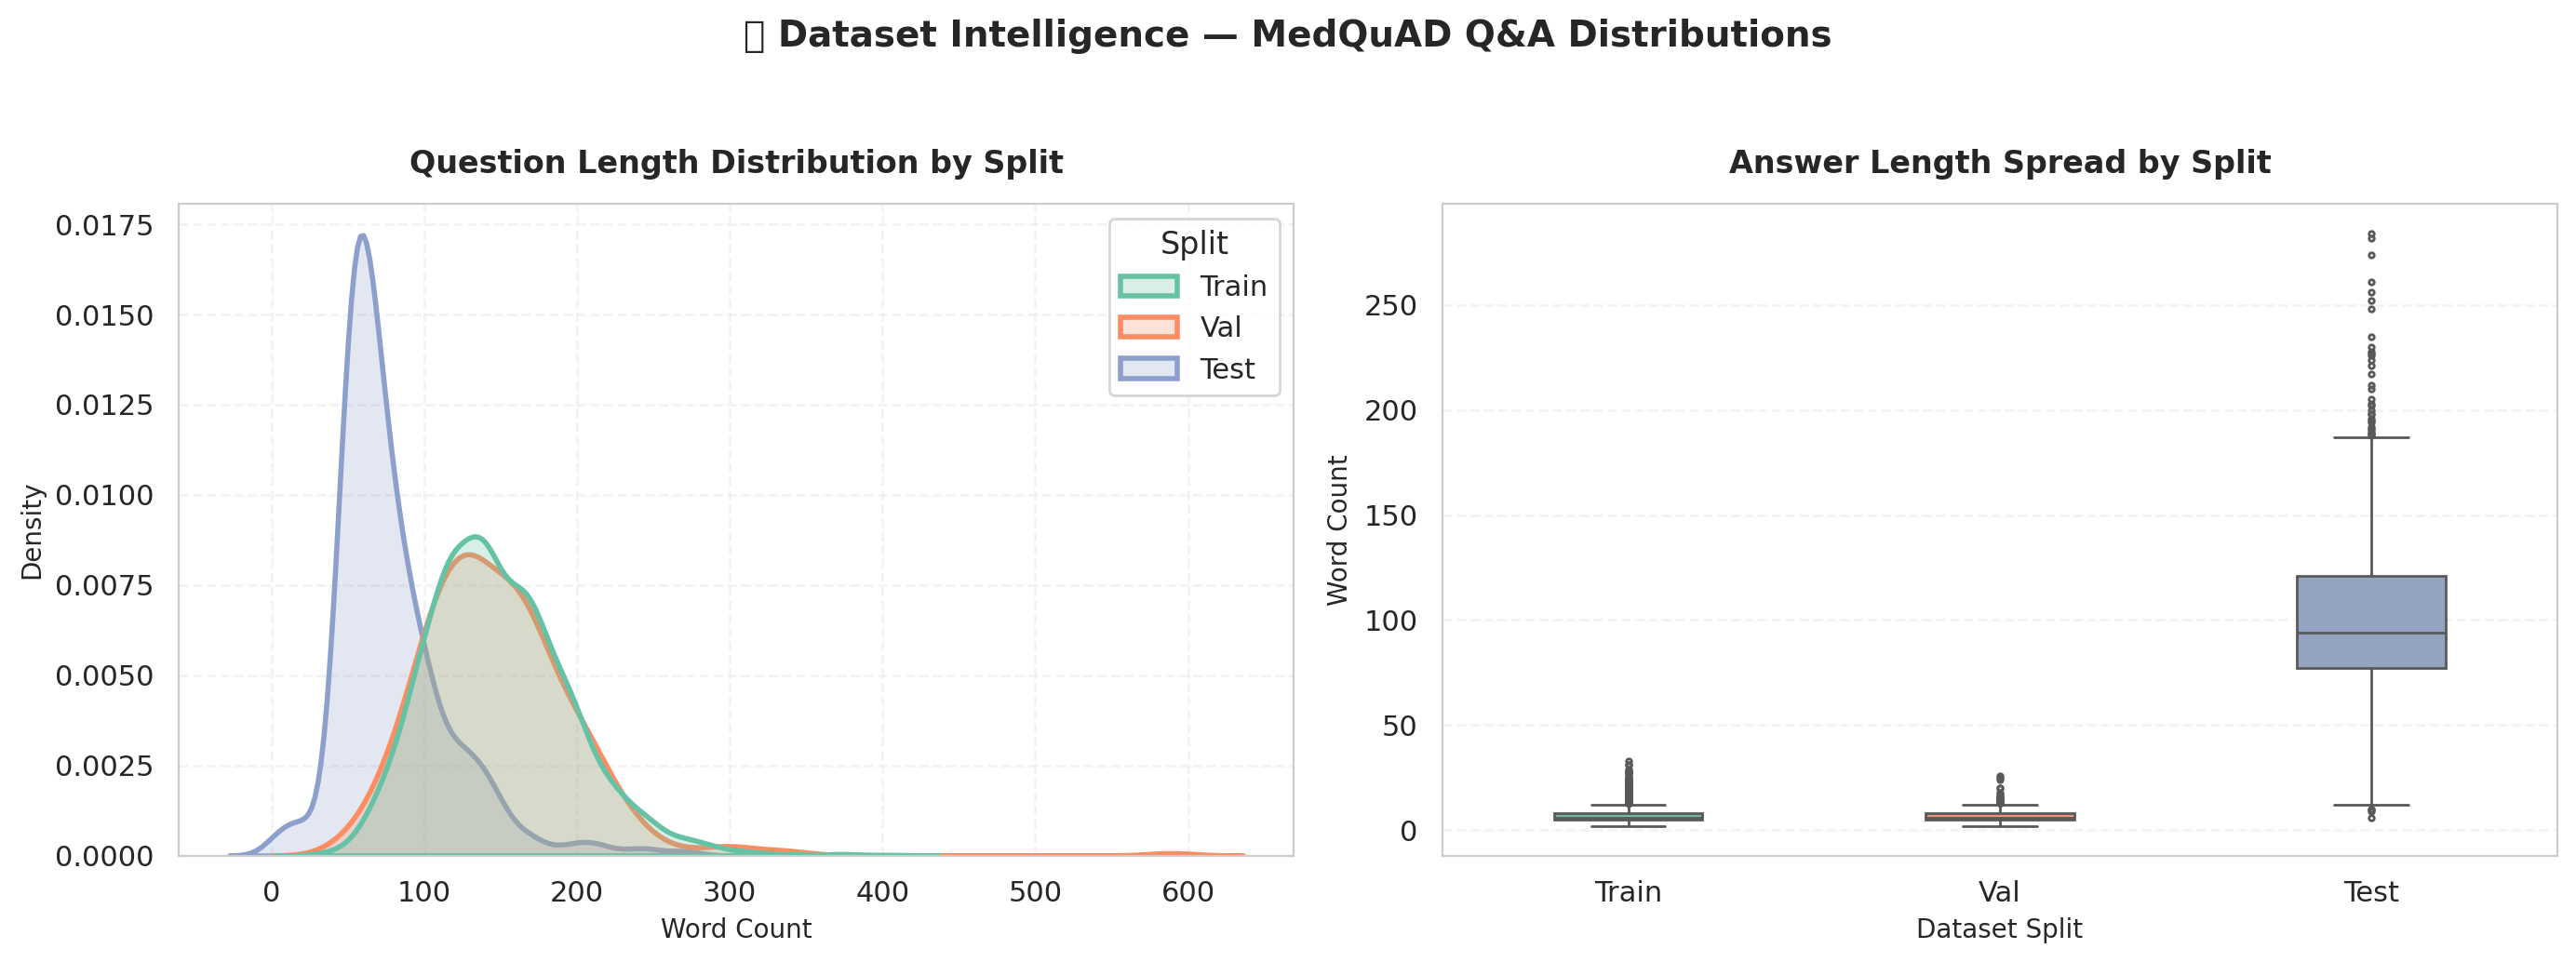 Dataset Intelligence — MedQuAD Q&A Distributions
Question Length Distribution by Split
0.0175
0.0150
0.0125
0.0100
0.0075
0.0050
0.0025
0.0000
Density
0
100
200
300
400
500
600
Word Count
Split
Train
Val
Test
Answer Length Spread by Split
250
200
150
100
50
0
Word Count
Train
Val
Test
Dataset Split